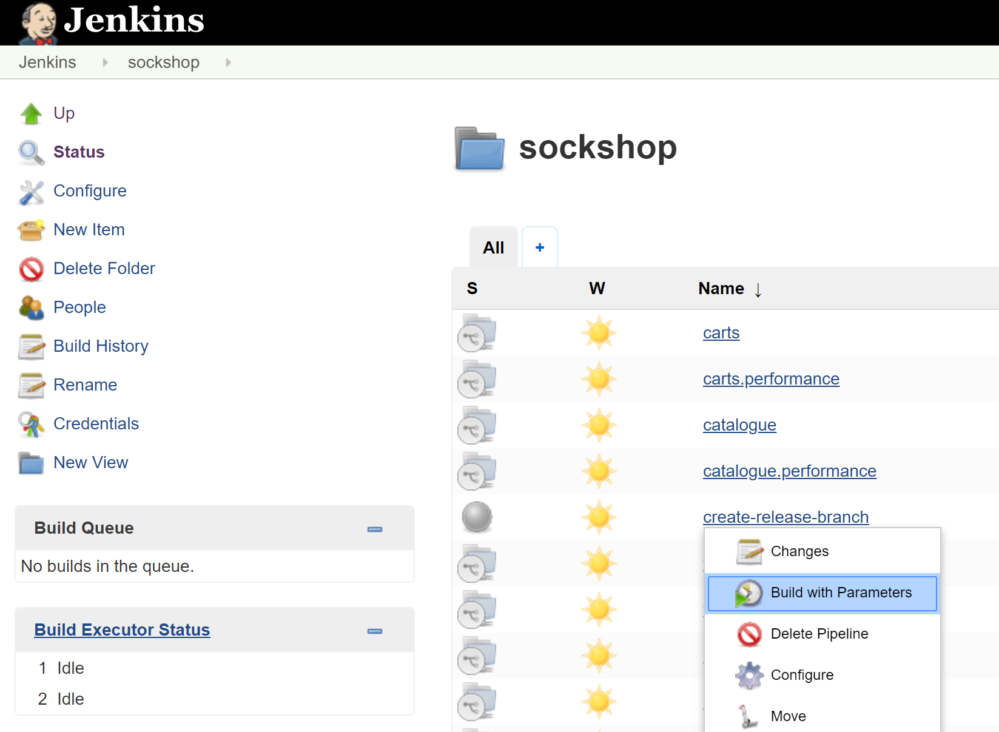 Jenkins
Jenkins sockshop
Up
Status
Configure
New Item
Delete Folder
People
Build History
Rename
Credentials
New View
Build Queue
No builds in the queue.
Build Executor Status
1 Idle
2 Idle
sockshop
All +
S W Name ↓
carts
carts.performance
catalogue
catalogue.performance
create-release-branch
Changes
Build with Parameters
Delete Pipeline
Configure
Move